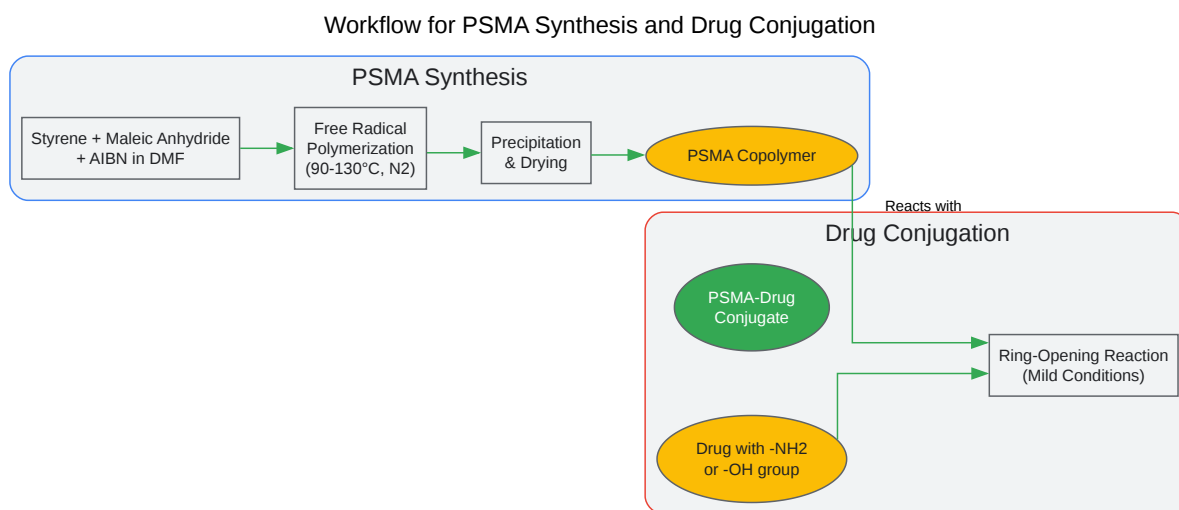 Workflow for PSMA Synthesis and Drug Conjugation
PSMA Synthesis
Styrene + Maleic Anhydride
+ AIBN in DMF
Free Radical
Polymerization
(90-130°C, N2)
Precipitation
& Drying
PSMA Copolymer
Reacts with
Drug Conjugation
PSMA-Drug
Conjugate
Ring-Opening Reaction
(Mild Conditions)
Drug with -NH2
or -OH group